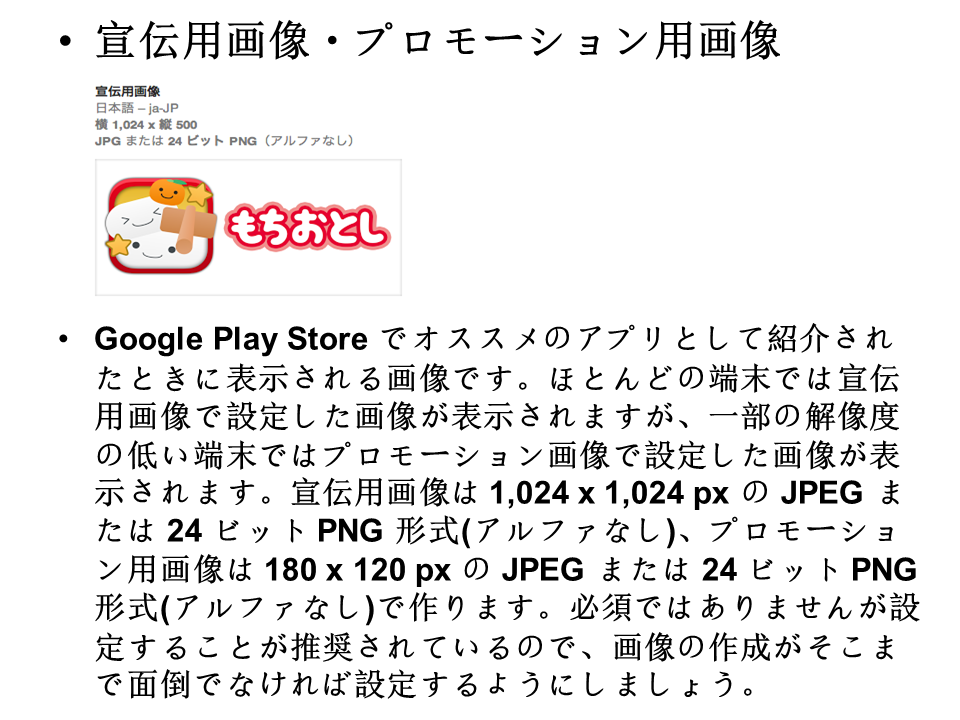 • 宣伝用画像・プロモーション用画像
宣伝用画像
日本語 – ja-JP
横 1,024 x 縦 500
JPG または 24 ビット PNG（アルファなし）
もちおとし
• Google Play Store でオススメのアプリとして紹介され
たときに表示される画像です。ほとんどの端末では宣伝
用画像で設定した画像が表示されますが、一部の解像度
の低い端末ではプロモーション画像で設定した画像が表
示されます。宣伝用画像は 1,024 x 1,024 px の JPEG ま
たは 24 ビット PNG 形式(アルファなし)、プロモーショ
ン用画像は 180 x 120 px の JPEG または 24 ビット PNG
形式(アルファなし)で作ります。必須ではありませんが設
定することが推奨されているので、画像の作成がそこま
で面倒でなければ設定するようにしましょう。